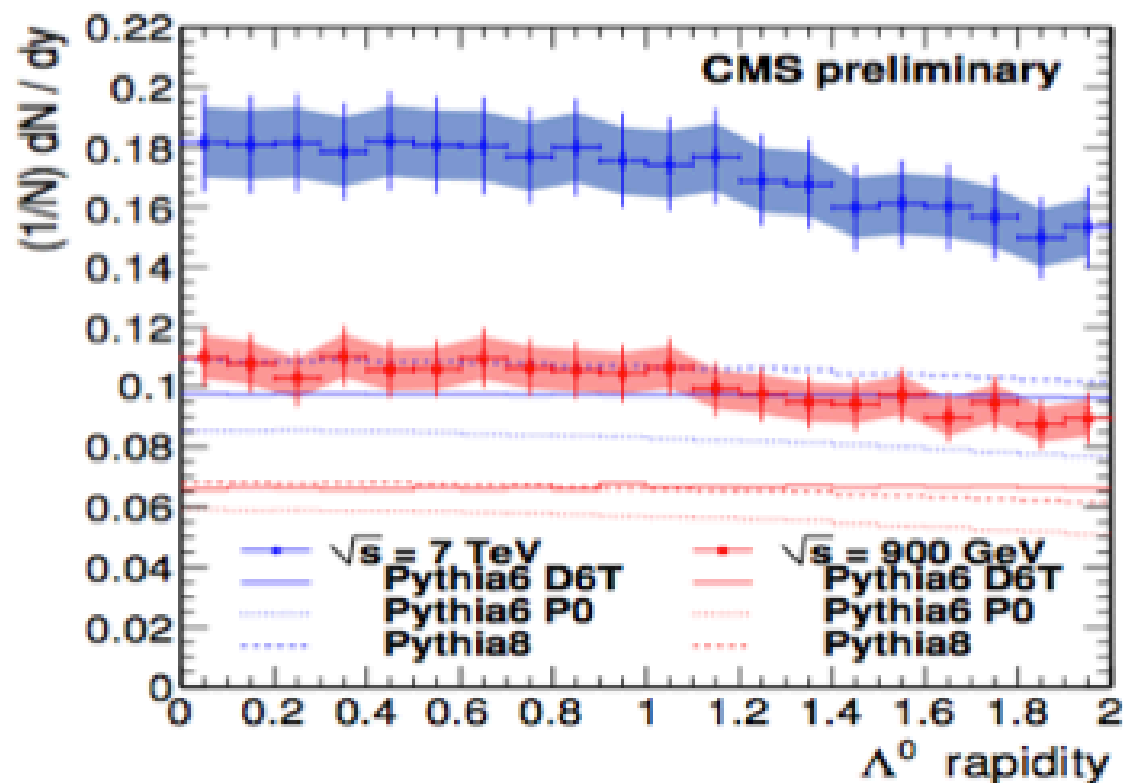 (1/N) dN / dy
0.22
0.2
0.18
0.16
0.14
0.12
0.1
0.08
0.06
0.04
0.02
0
CMS preliminary
√s = 7 TeV
Pythia6 D6T
Pythia6 P0
Pythia8
√s = 900 GeV
Pythia6 D6T
Pythia6 P0
Pythia8
0 0.2 0.4 0.6 0.8 1 1.2 1.4 1.6 1.8 2
Λ⁰ rapidity